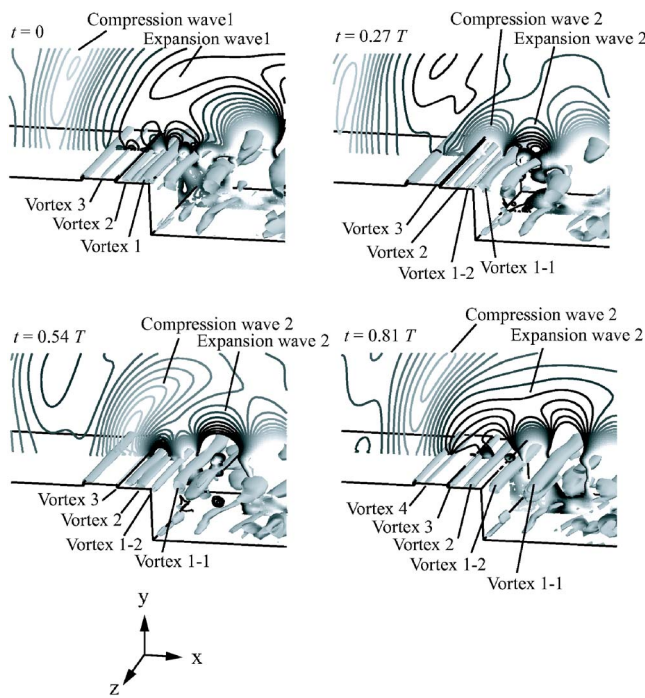 t = 0
Compression wave1
Expansion wave1
Vortex 3
Vortex 2
Vortex 1
t = 0.27 T
Compression wave 2
Expansion wave 2
Vortex 3
Vortex 2
Vortex 1-2
Vortex 1-1
t = 0.54 T
Compression wave 2
Expansion wave 2
Vortex 3
Vortex 2
Vortex 1-2
Vortex 1-1
t = 0.81 T
Compression wave 2
Expansion wave 2
Vortex 4
Vortex 3
Vortex 2
Vortex 1-2
Vortex 1-1
y
x
z